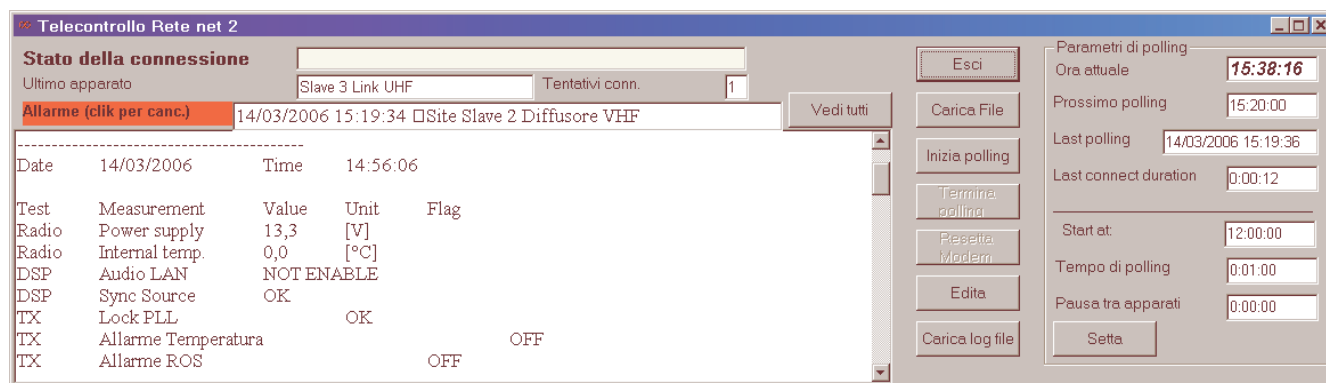 Telecontrollo Rete net 2
Stato della connessione
Ultimo apparato Slave 3 Link UHF Tentativi conn. 1
Allarme (clik per canc.) 14/03/2006 15:19:34 □Site Slave 2 Diffusore VHF Vedi tutti
----------------------------------------
Date 14/03/2006 Time 14:56:06
Test Measurement Value Unit Flag
Radio Power supply 13,3 [V]
Radio Internal temp. 0,0 [°C]
DSP Audio LAN NOT ENABLE
DSP Sync Source OK
TX Lock PLL OK
TX Allarme Temperatura OFF
TX Allarme ROS OFF
Esci
Carica File
Inizia polling
Termina
polling
Resetta
Modem
Edita
Carica log file
Parametri di polling
Ora attuale 15:38:16
Prossimo polling 15:20:00
Last polling 14/03/2006 15:19:36
Last connect duration 0:00:12
Start at: 12:00:00
Tempo di polling 0:01:00
Pausa tra apparati 0:00:00
Setta